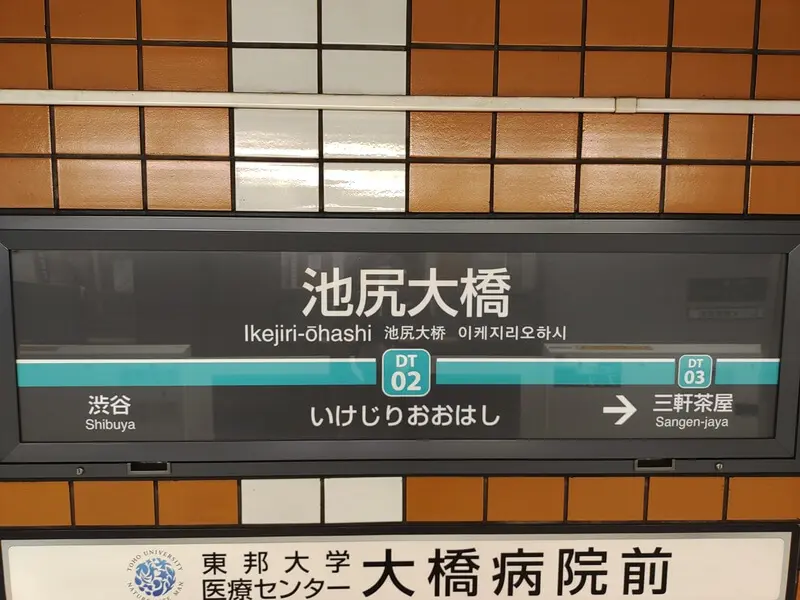 池尻大橋
Ikejiri-ōhashi 池尻大桥 이케지리오하시
DT
02
DT
03
渋谷
Shibuya
いけじりおおはし
→ 三軒茶屋
Sangen-jaya
TOHO UNIVERSITY
東邦大学
医療センター
大橋病院前